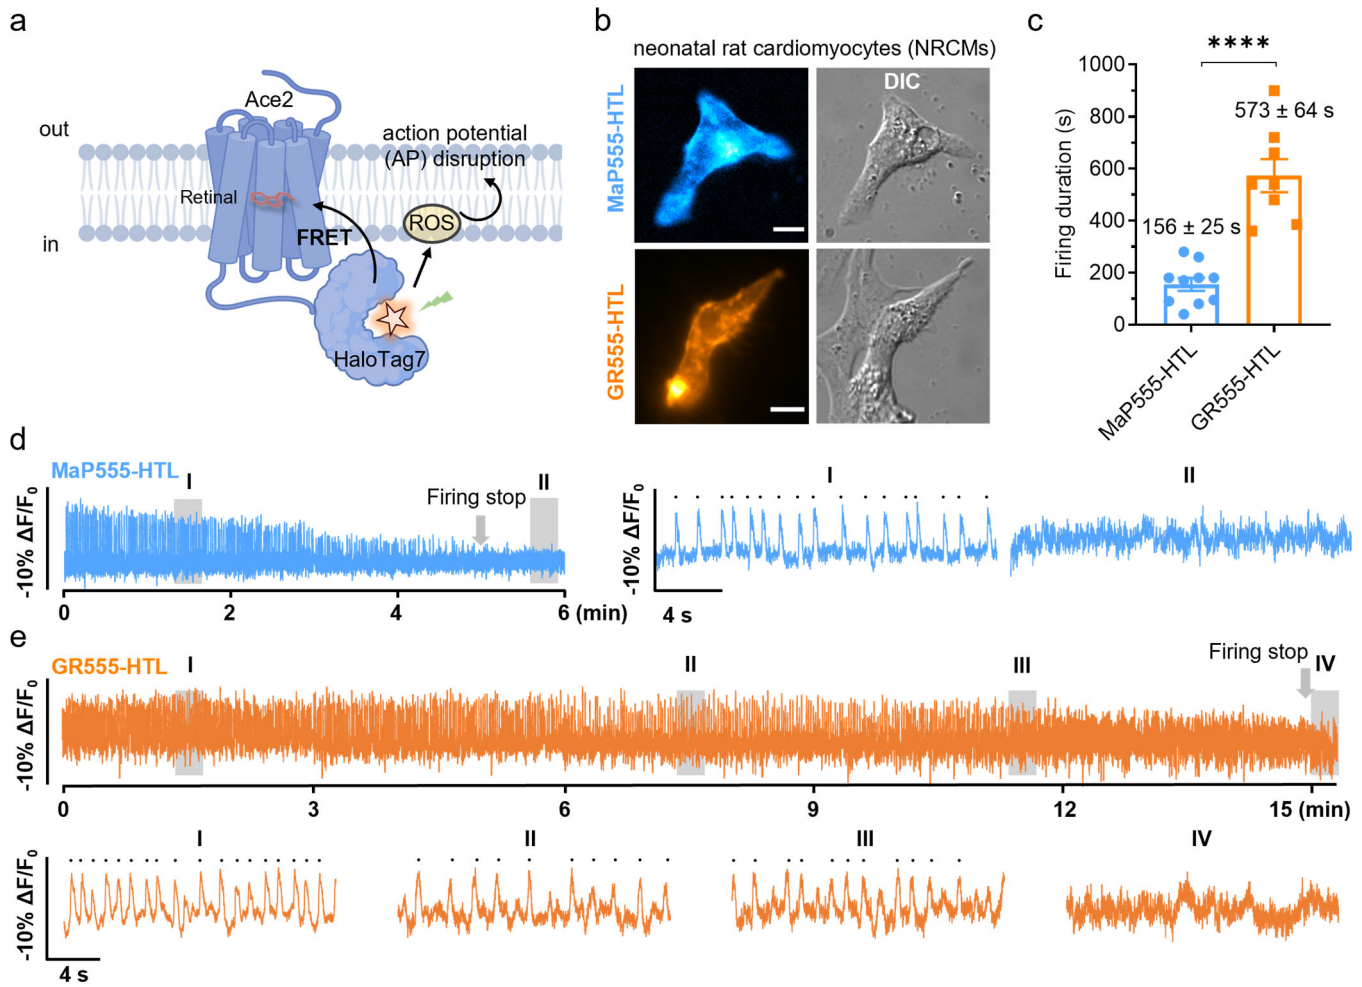 a
Ace2
out
action potential
(AP) disruption
Retinal
ROS
in
FRET
HaloTag7
b
neonatal rat cardiomyocytes (NRCMs)
MaP555-HTL
DIC
GR555-HTL
c
****
Firing duration (s)
1000
800
600
400
200
0
573 ± 64 s
156 ± 25 s
MaP555-HTL
GR555-HTL
d
MaP555-HTL
-10% ΔF/F0
I
Firing stop
II
0
2
4
6 (min)
-10% ΔF/F0
I
II
4 s
e
GR555-HTL
-10% ΔF/F0
I
II
III
Firing stop
IV
0
3
6
9
12
15 (min)
-10% ΔF/F0
I
II
III
IV
4 s